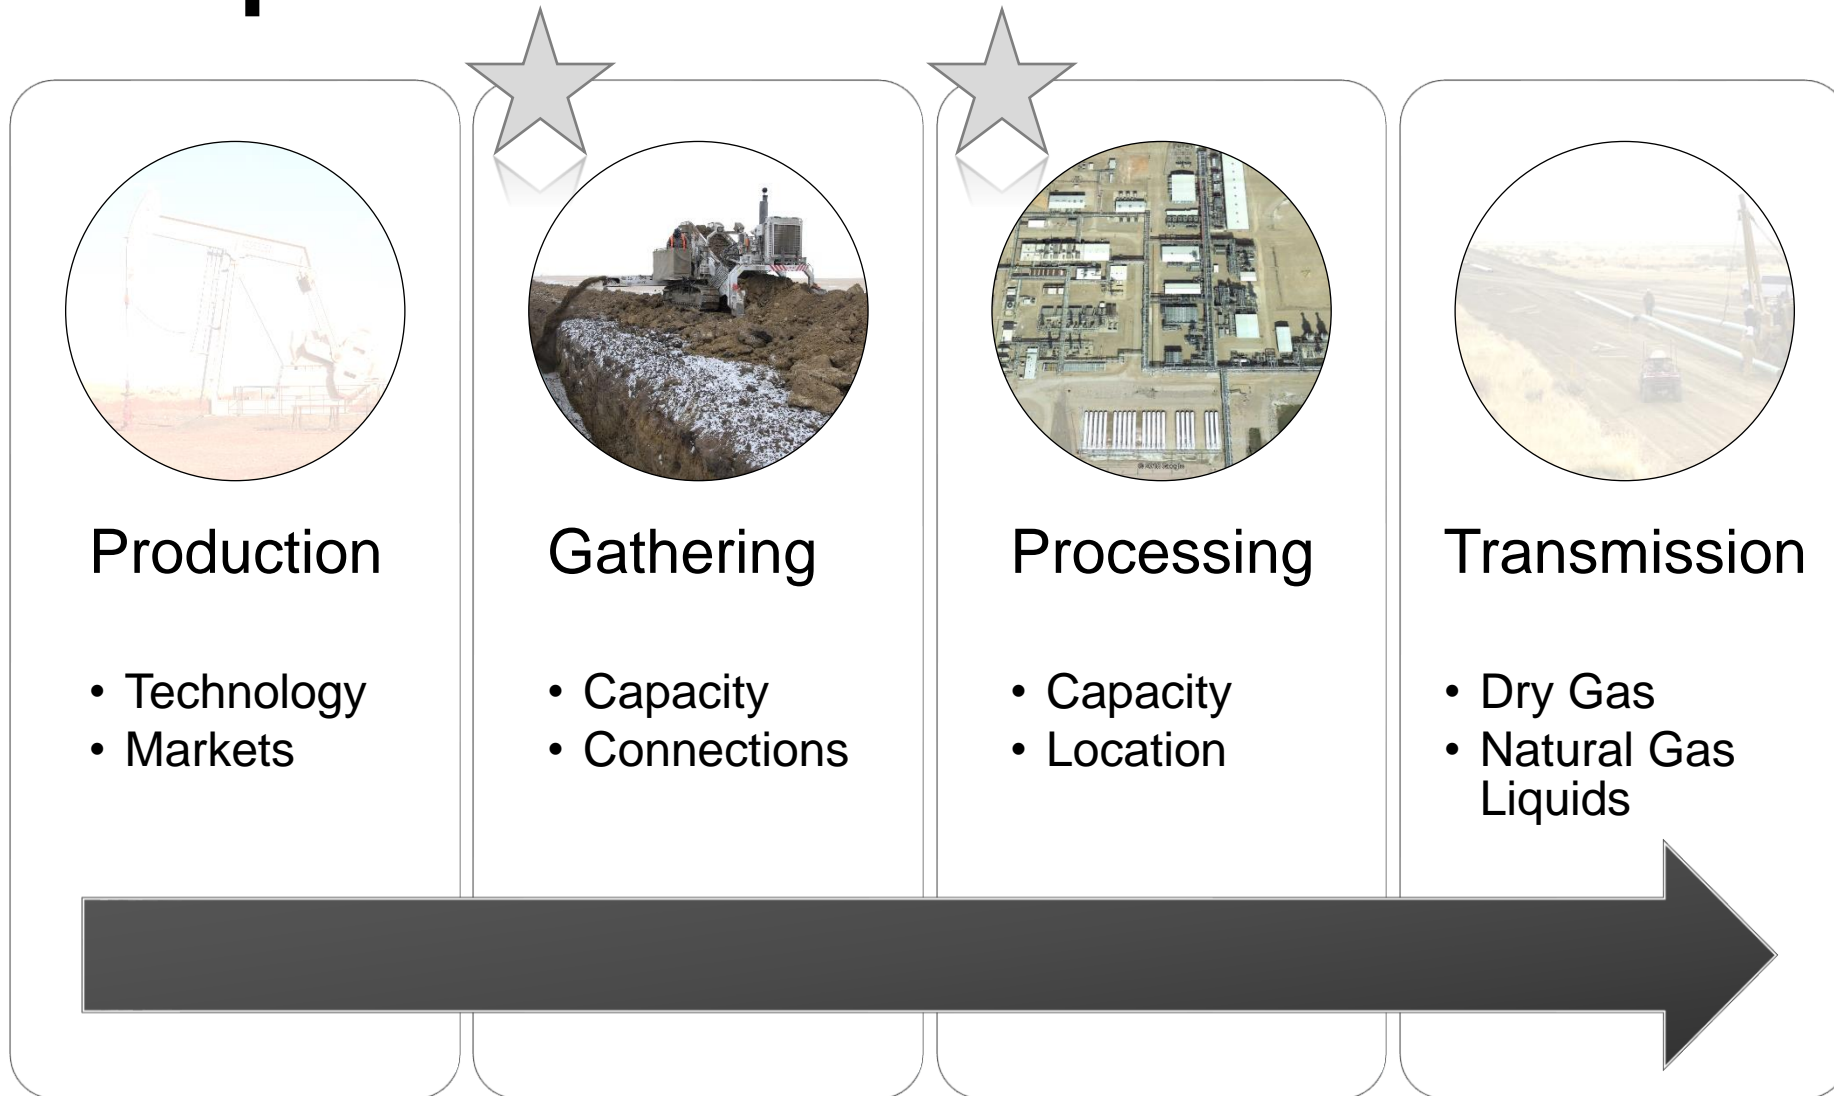 Production
• Technology
• Markets
Gathering
• Capacity
• Connections
Processing
• Capacity
• Location
Transmission
• Dry Gas
• Natural Gas
Liquids